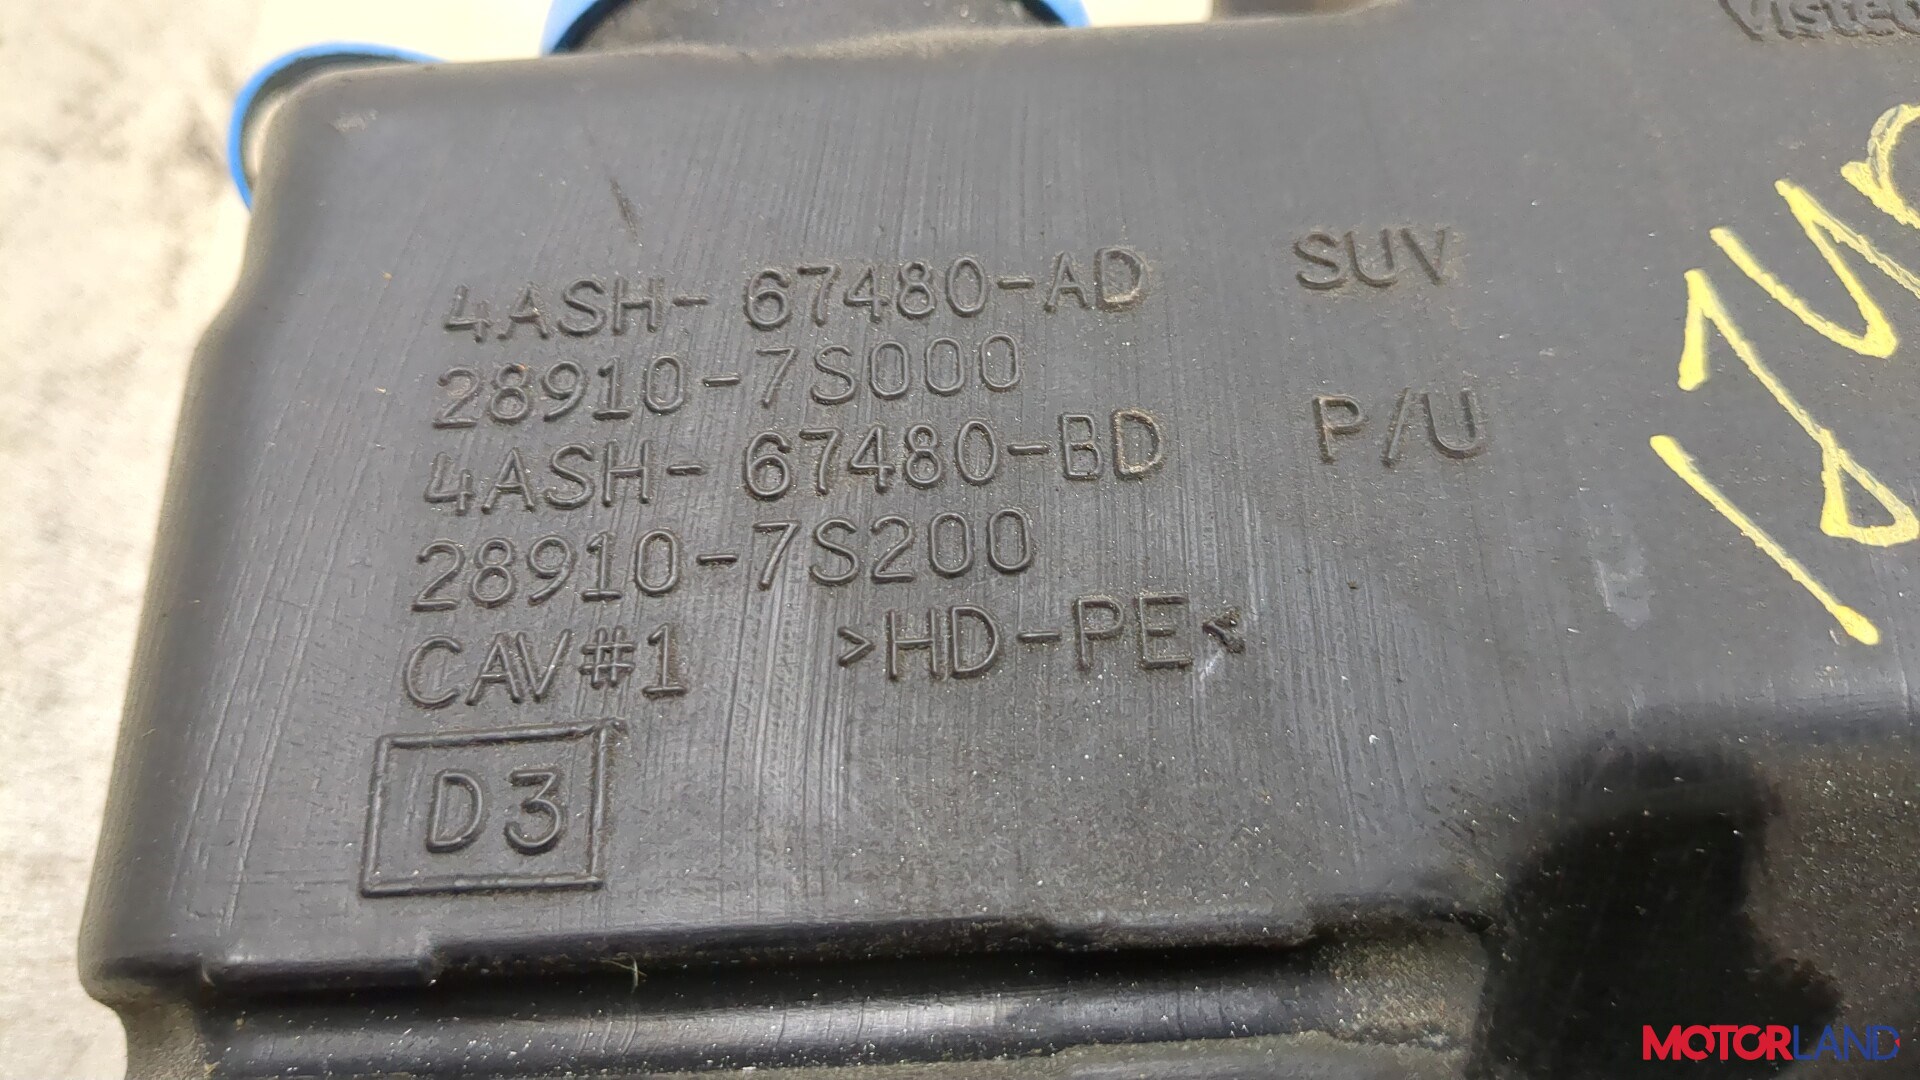 4ASH-67480-AD SUV
28910-7S000
4ASH-67480-BD P/U
28910-7S200
CAV#1 >HD-PE<
D3
MOTORLAND